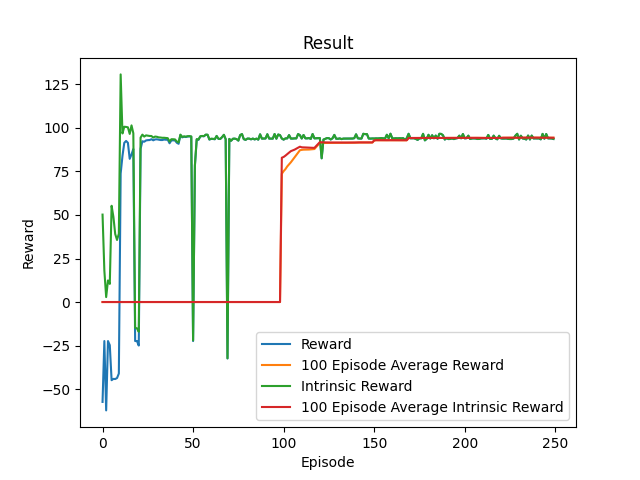 Result
Reward
125
100
75
50
25
0
−25
−50
Reward
100 Episode Average Reward
Intrinsic Reward
100 Episode Average Intrinsic Reward
0
50
100
150
200
250
Episode